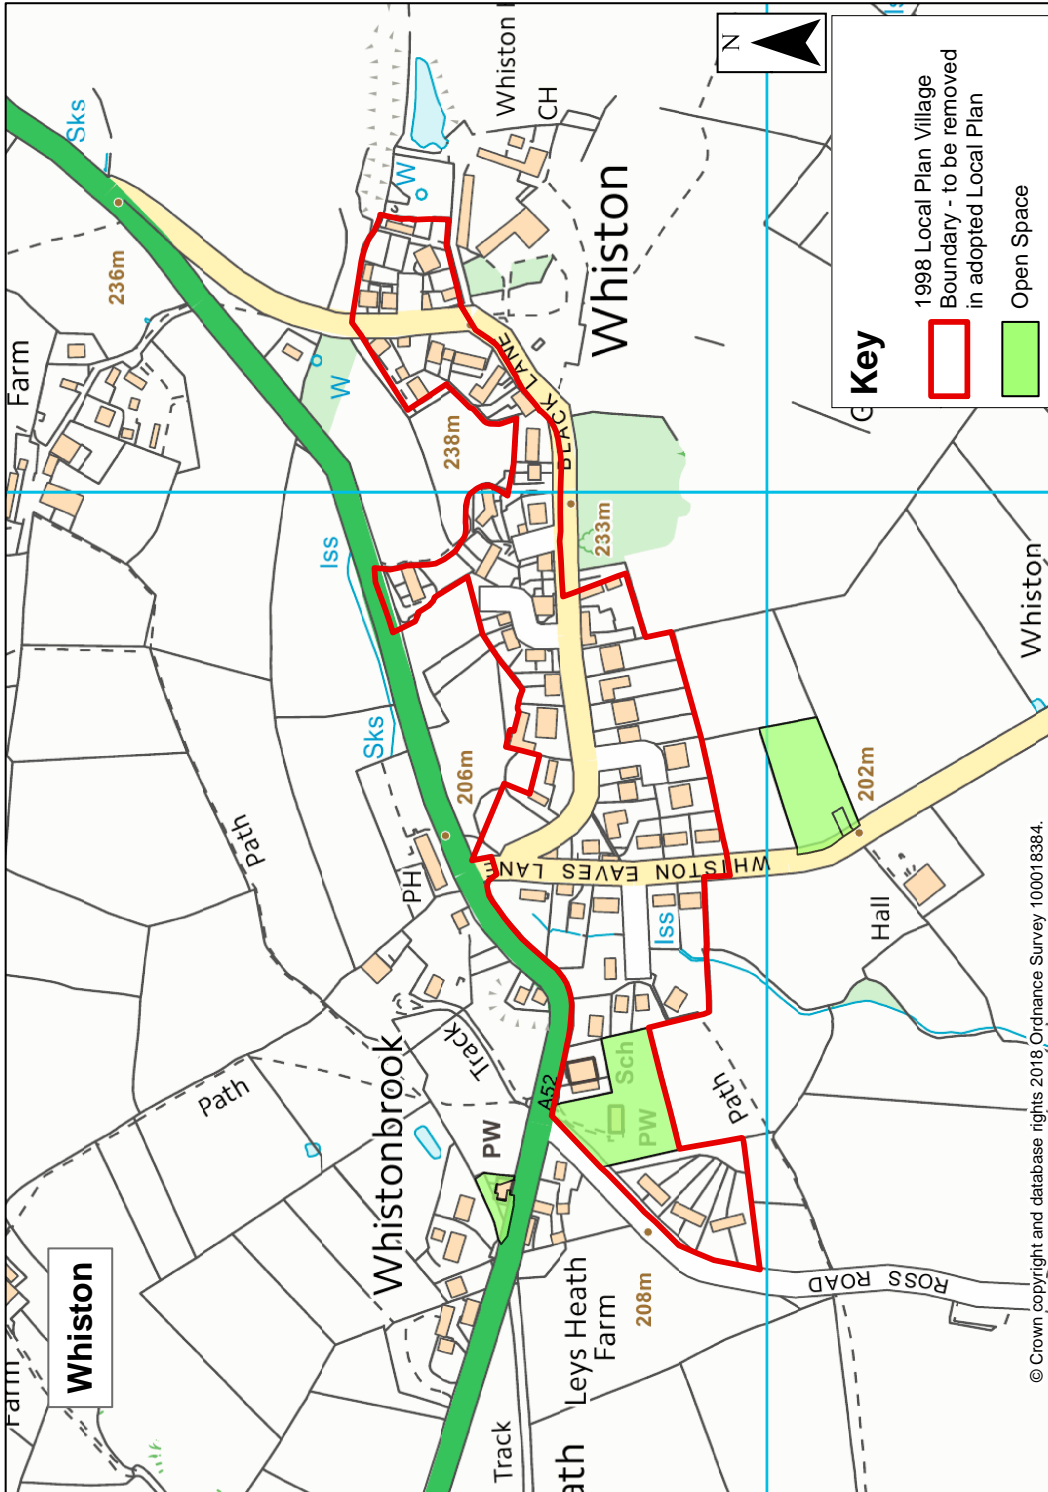 Whiston
Farm
Farm
236m
Sks
W
W
Whiston
CH
N
Key
1998 Local Plan Village
Boundary - to be removed
in adopted Local Plan
Open Space
Whiston
BLACK LANE
238m
233m
Iss
Sks
206m
PH
Path
Path
Whistonbrook
Track
PW
A52
Sch
PW
Path
WHISTON EAVES LANE
Iss
Hall
202m
Whiston
Leys Heath
Farm
208m
ROSS ROAD
Track
© Crown copyright and database rights 2018 Ordnance Survey 100018384.